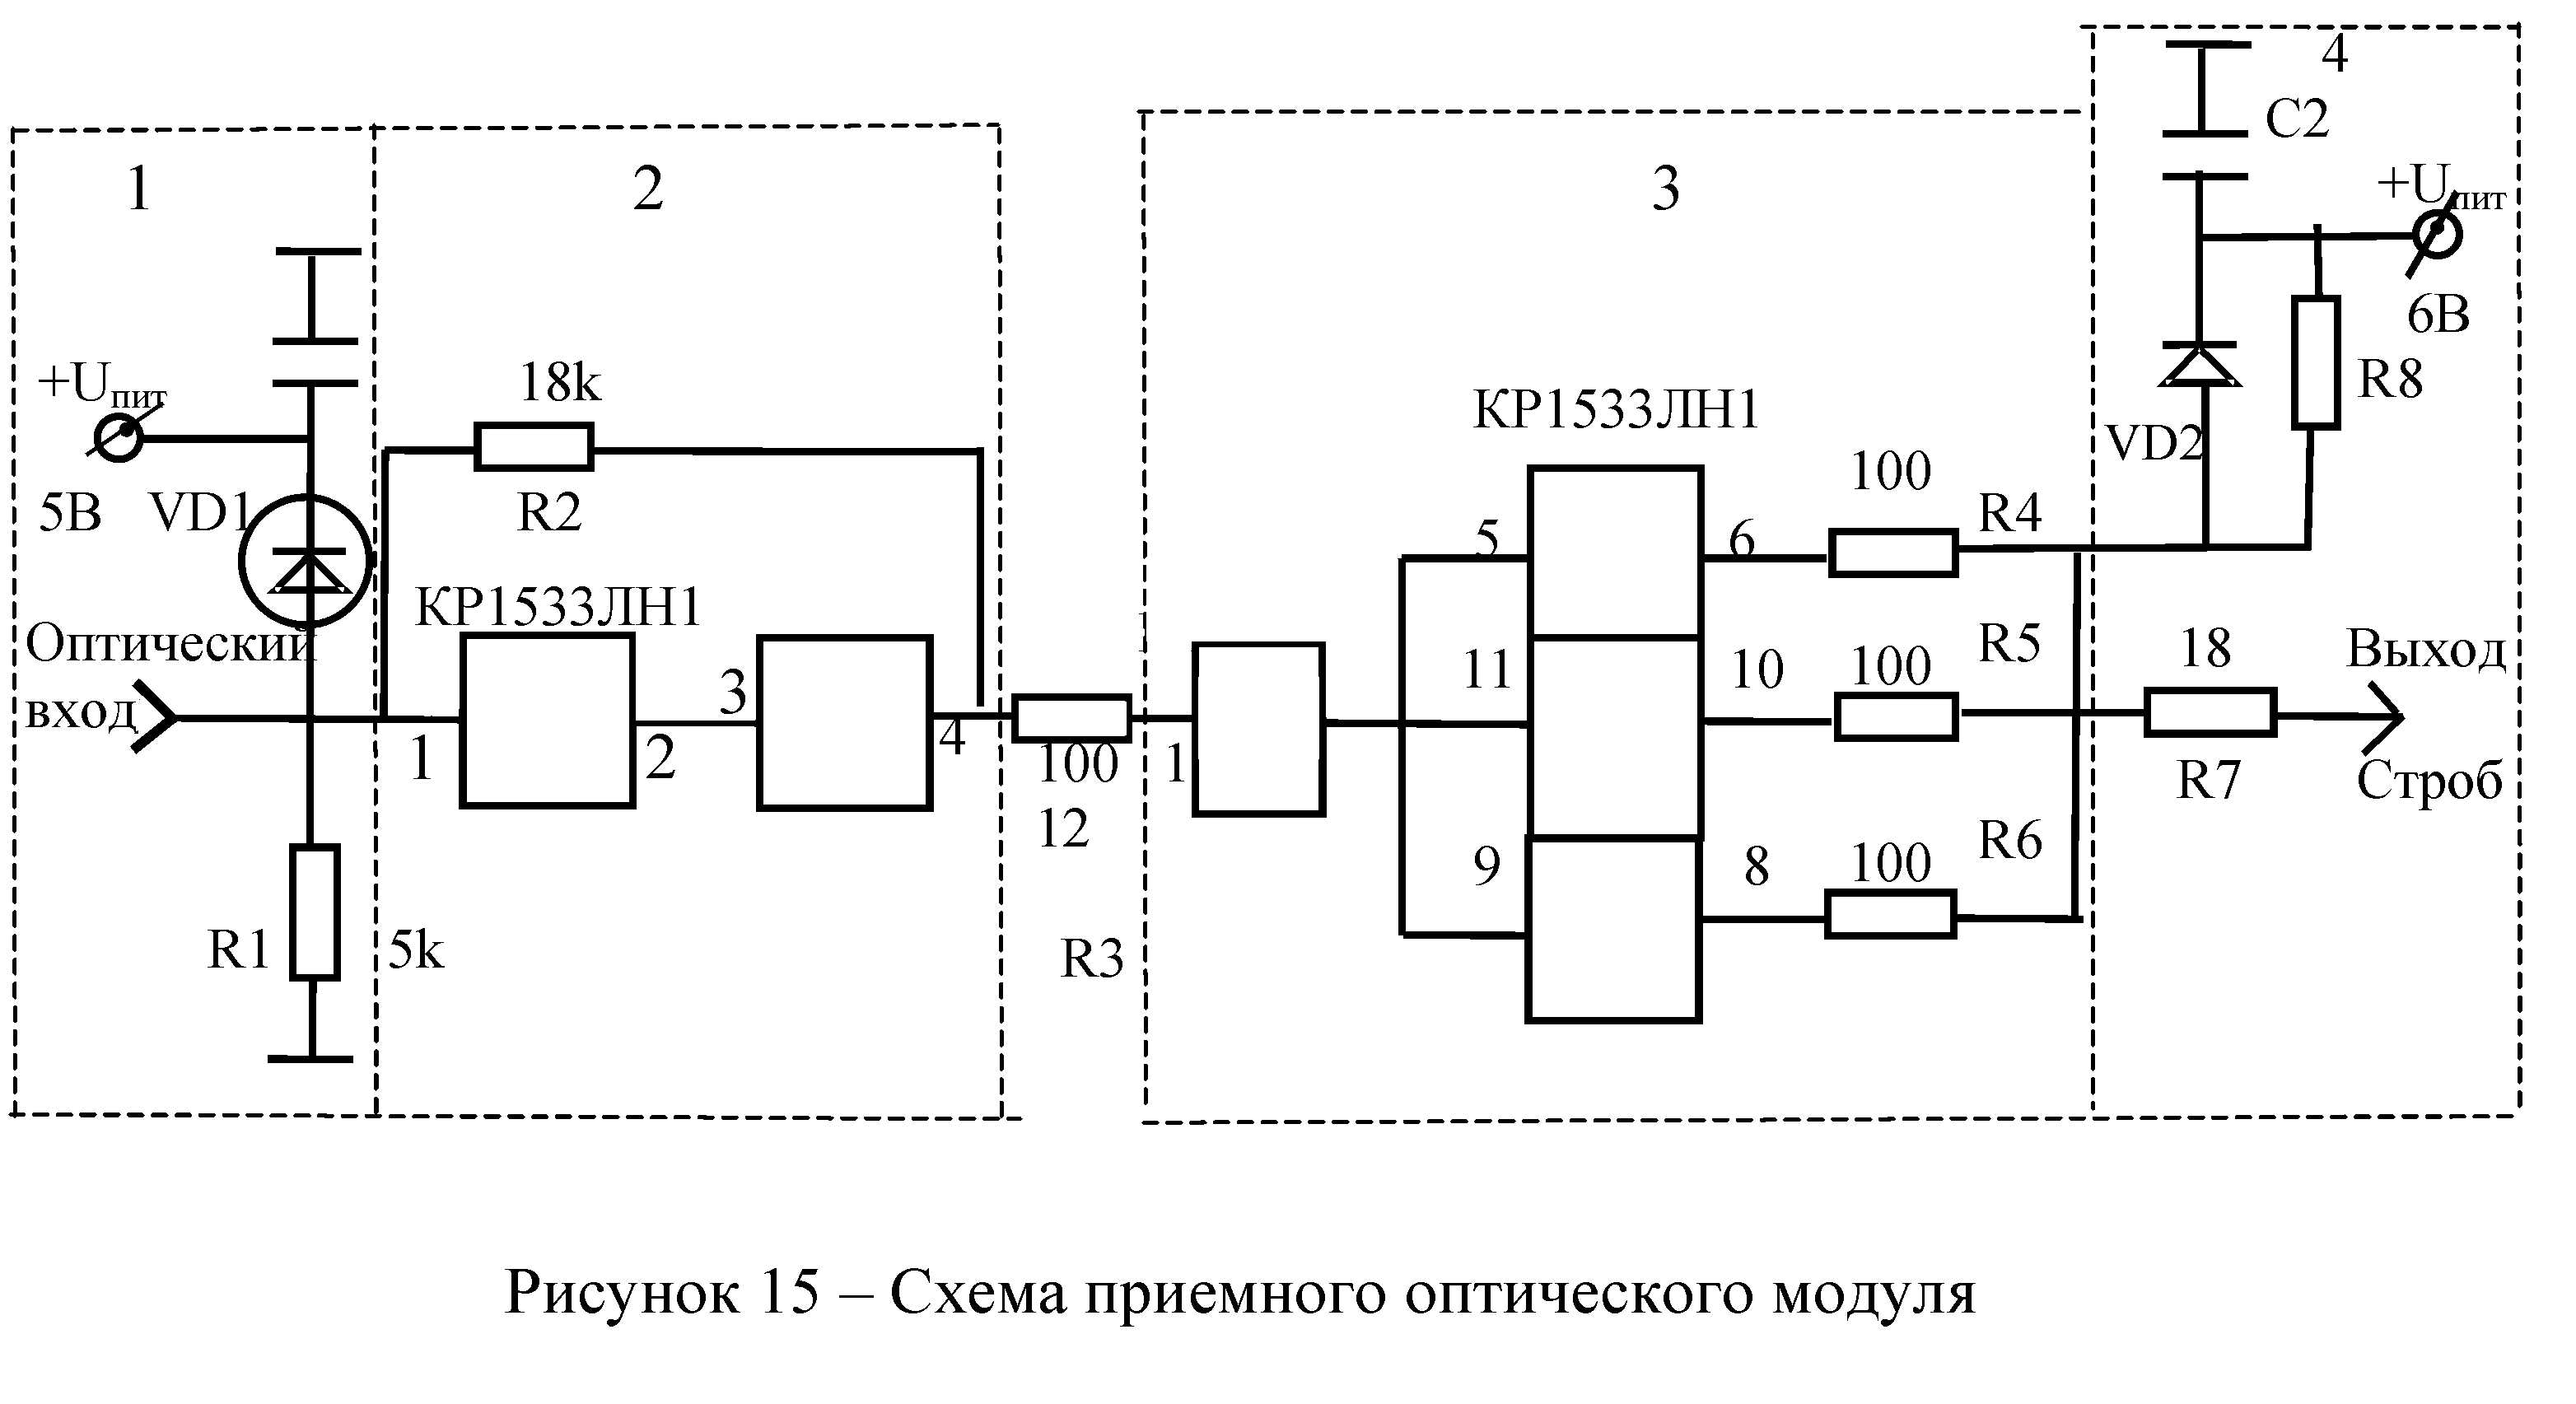 1
2
3
4
C2
+Uпит
6В
R8
VD2
+Uпит
5В
VD1
18k
R2
КР1533ЛН1
КР1533ЛН1
Оптический
вход
1
2
3
4
100
12
R3
1
R1
5k
5
6
100
R4
11
10
100
R5
9
8
100
R6
18
R7
Выход
Строб
Рисунок 15 – Схема приемного оптического модуля